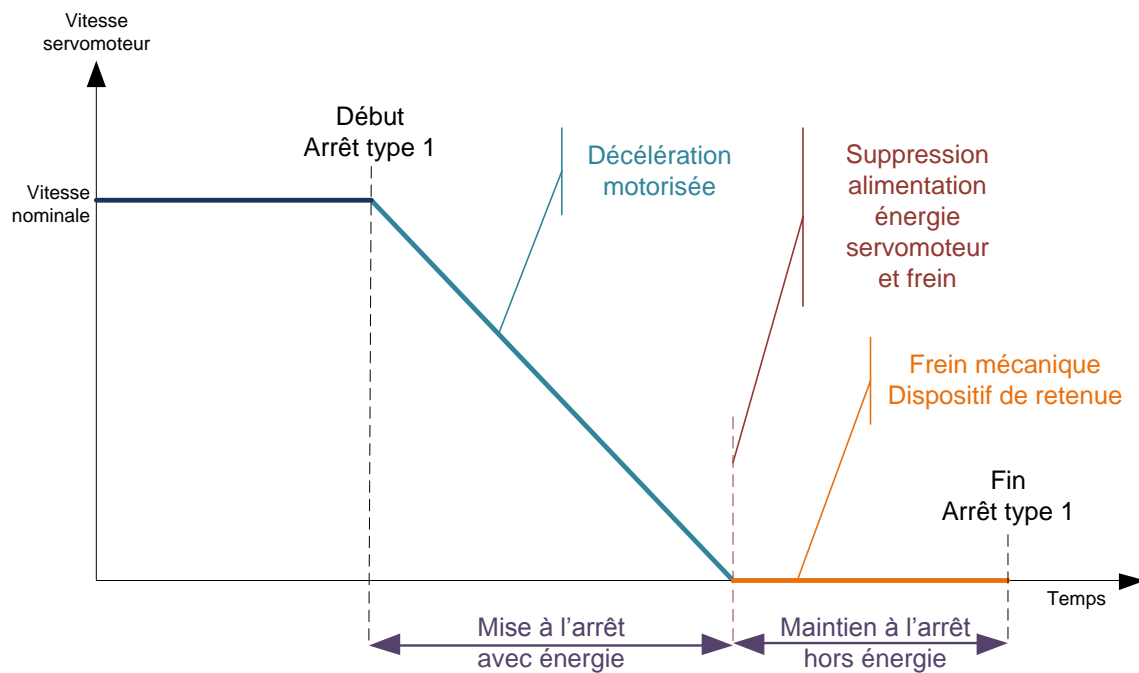 Vitesse
servomoteur
Début
Arrêt type 1
Décélération
motorisée
Suppression
alimentation
énergie
servomoteur
et frein
Vitesse
nominale
Frein mécanique
Dispositif de retenue
Fin
Arrêt type 1
Temps
Mise à l'arrêt
avec énergie
Maintien à l'arrêt
hors énergie